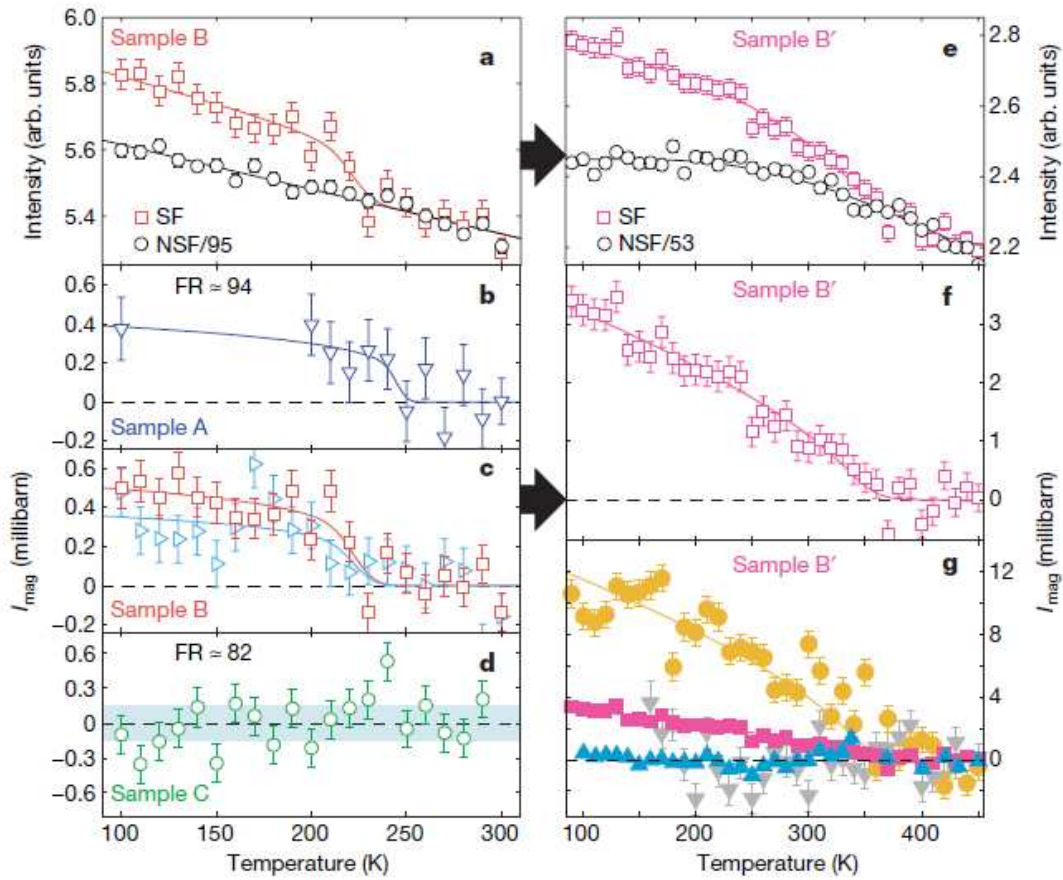 6.0
5.8
5.6
5.4
Intensity (arb. units)
Sample B
a
SF
NSF/95
0.6
0.4
0.2
0
−0.2
FR ≃ 94
b
Sample A
0.6
0.4
0.2
0
−0.2
I mag (millibarn)
c
Sample B
0.6
0.3
0
−0.3
−0.6
FR ≃ 82
d
Sample C
100 150 200 250 300
Temperature (K)
Sample B′
e
2.8
2.6
2.4
2.2
Intensity (arb. units)
SF
NSF/53
Sample B′
f
3
2
1
0
I mag (millibarn)
Sample B′
g
12
8
4
0
100 200 300 400
Temperature (K)